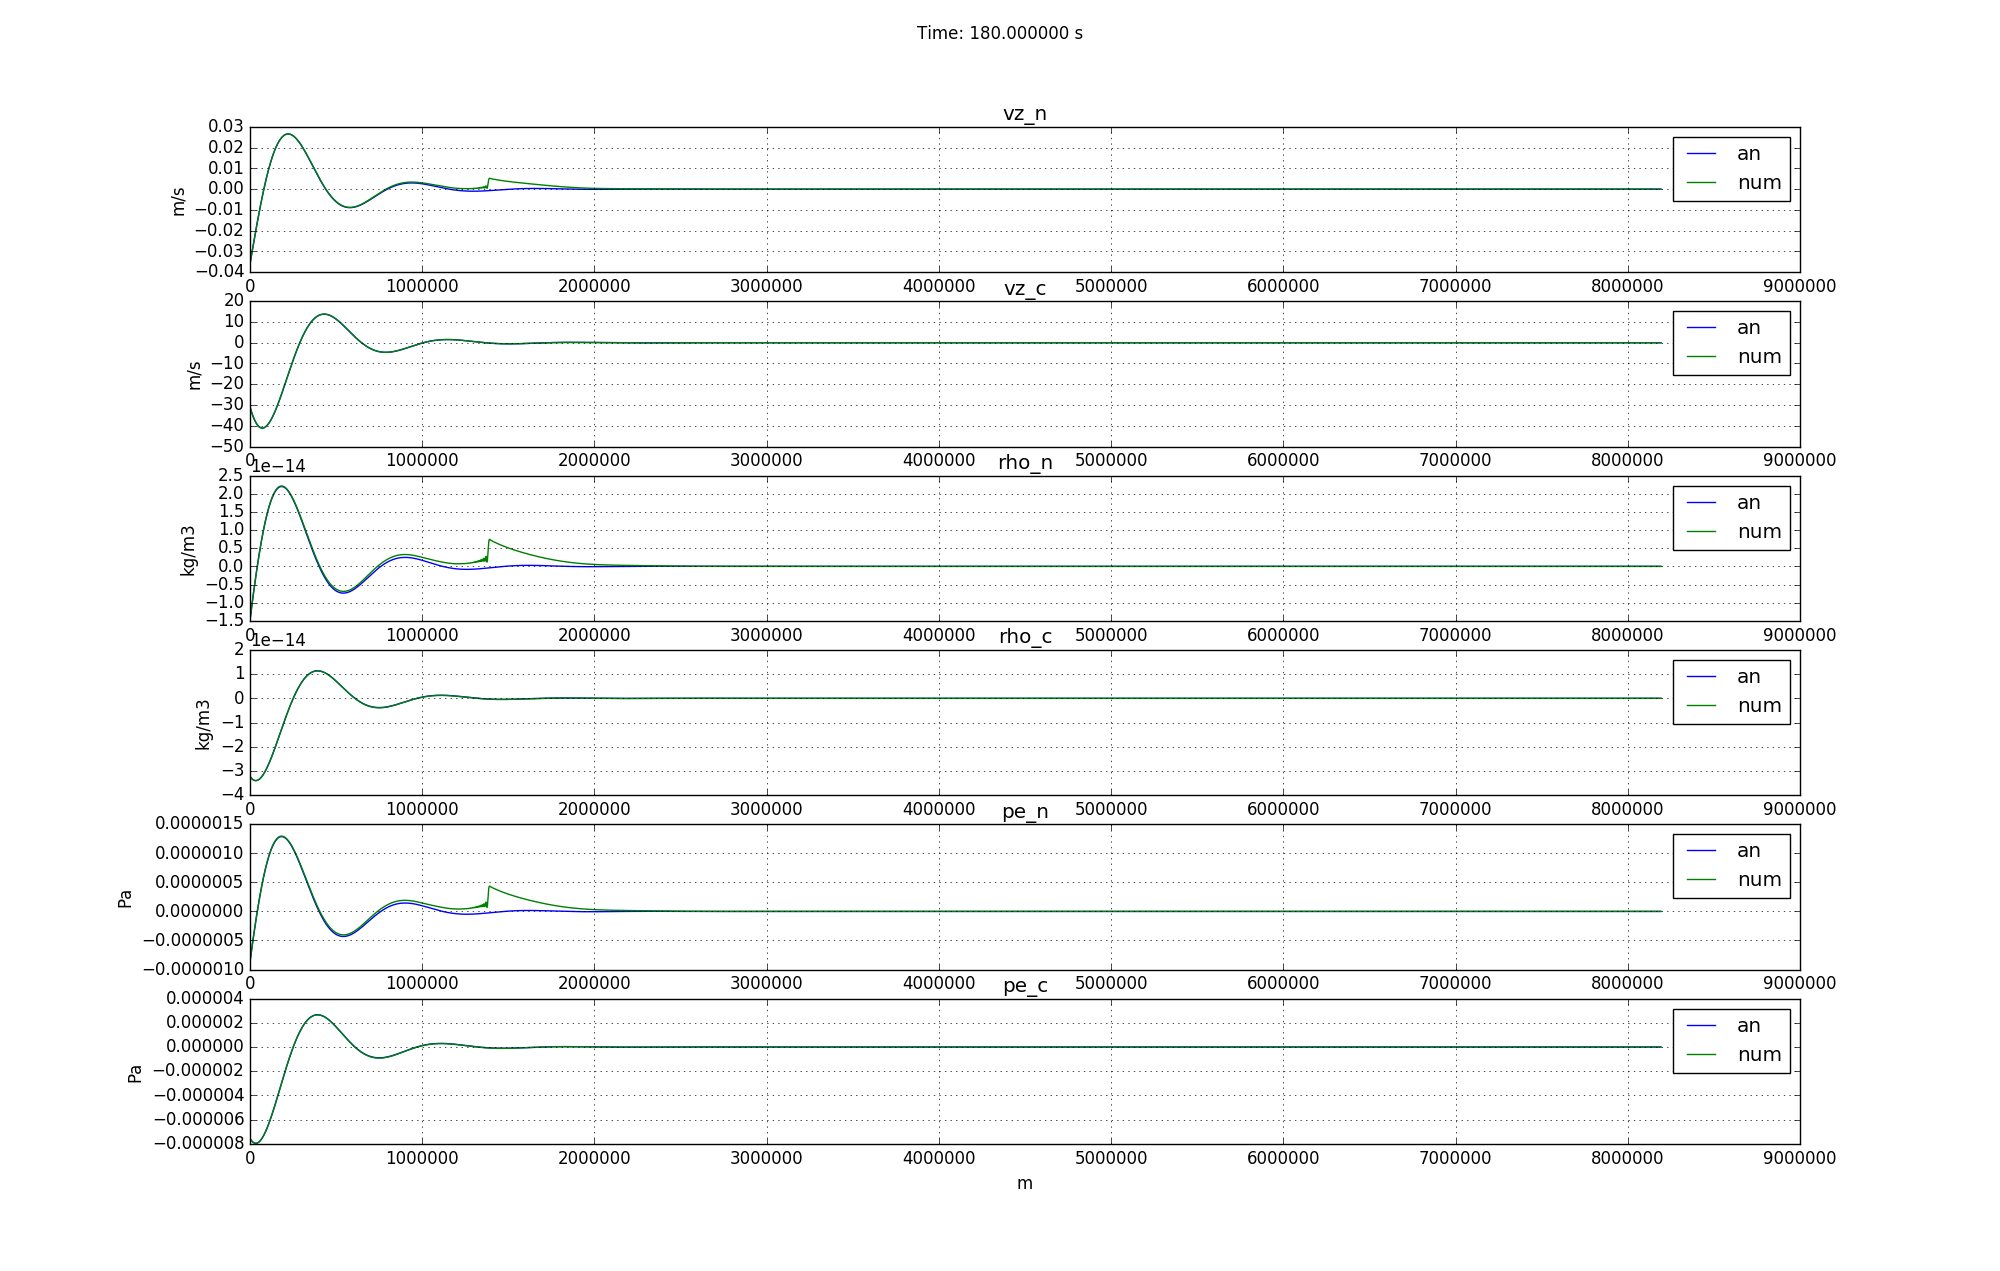 Time: 180.000000 s
vz_n
0.03
0.02
0.01
0.00
−0.01
−0.02
−0.03
−0.04
m/s
an
num
0 1000000 2000000 3000000 4000000 5000000 6000000 7000000 8000000 9000000
vz_c
20
10
0
−10
−20
−30
−40
−50
m/s
an
num
0 1000000 2000000 3000000 4000000 5000000 6000000 7000000 8000000 9000000
1e−14
rho_n
2.5
2.0
1.5
1.0
0.5
0.0
−0.5
−1.0
−1.5
kg/m3
an
num
0 1000000 2000000 3000000 4000000 5000000 6000000 7000000 8000000 9000000
1e−14
rho_c
2
1
0
−1
−2
−3
−4
kg/m3
an
num
0 1000000 2000000 3000000 4000000 5000000 6000000 7000000 8000000 9000000
pe_n
0.0000015
0.0000010
0.0000005
0.0000000
−0.0000005
−0.0000010
Pa
an
num
0 1000000 2000000 3000000 4000000 5000000 6000000 7000000 8000000 9000000
pe_c
0.000004
0.000002
0.000000
−0.000002
−0.000004
−0.000006
−0.000008
Pa
an
num
0 1000000 2000000 3000000 4000000 5000000 6000000 7000000 8000000 9000000
m